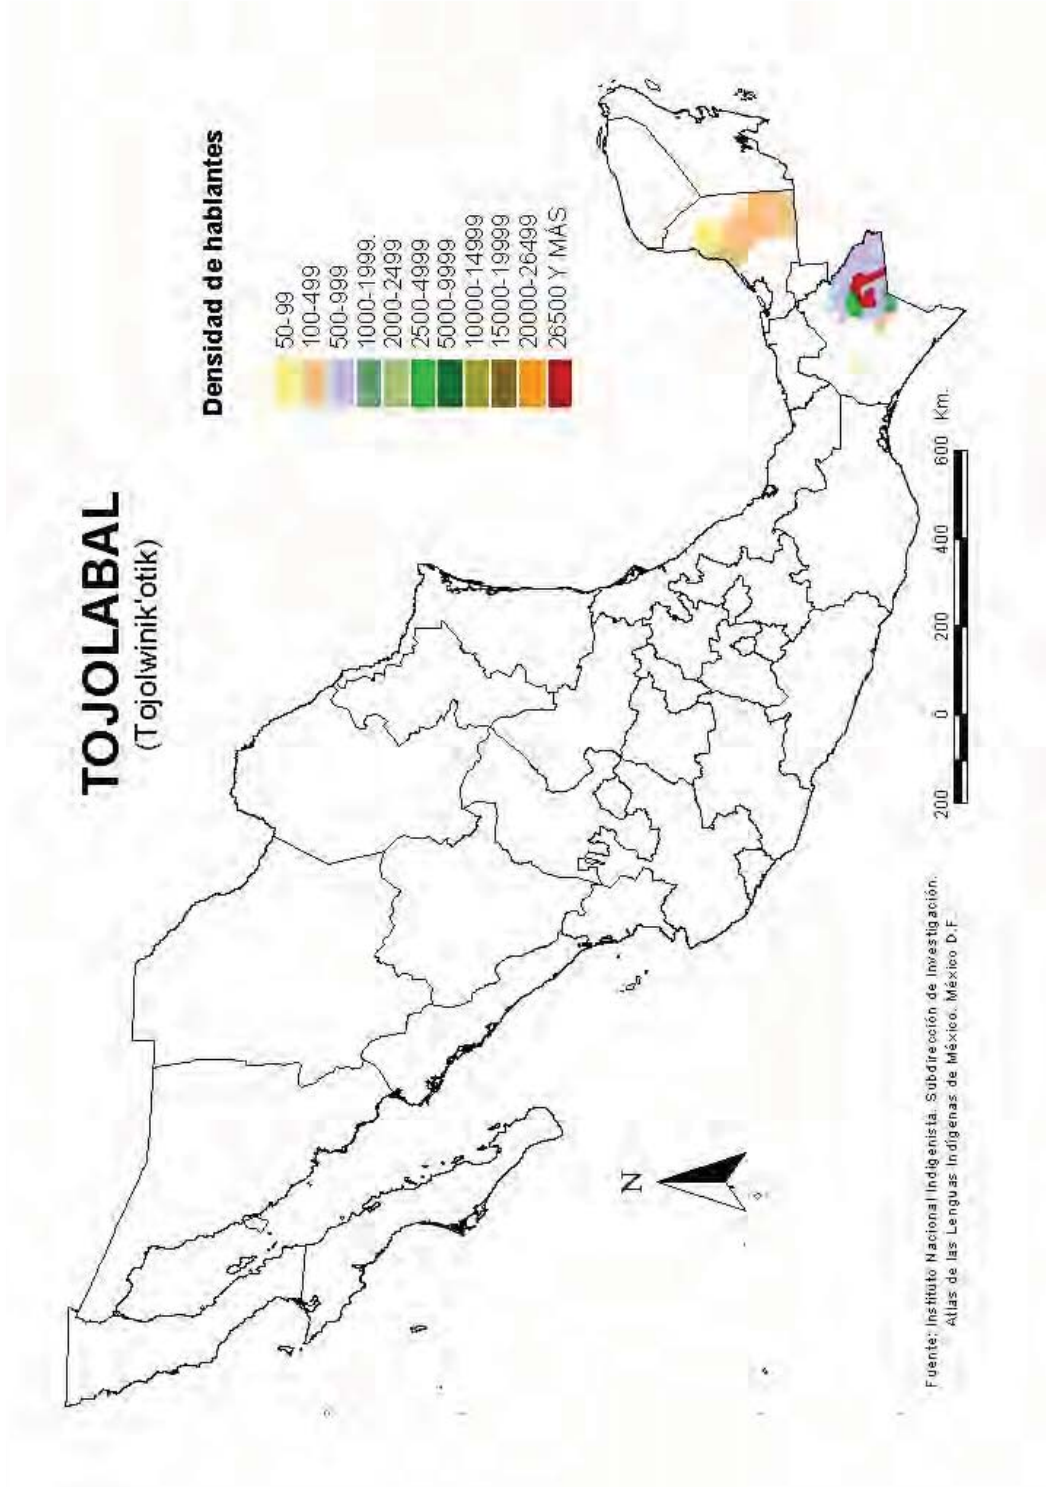 TOJOLABAL
(Tojolwinik'otik)
Densidad de hablantes
50-99
100-499
500-999
1000-1999.
2000-2499
2500-4999
5000-9999
10000-14999
15000-19999
20000-26499
26500 Y MÁS
N
200 0 200 400 600 Km.
Fuente: Instituto Nacional Indigenista. Subdirección de Investigación.
Atlas de las Lenguas Indígenas de México. México D.F